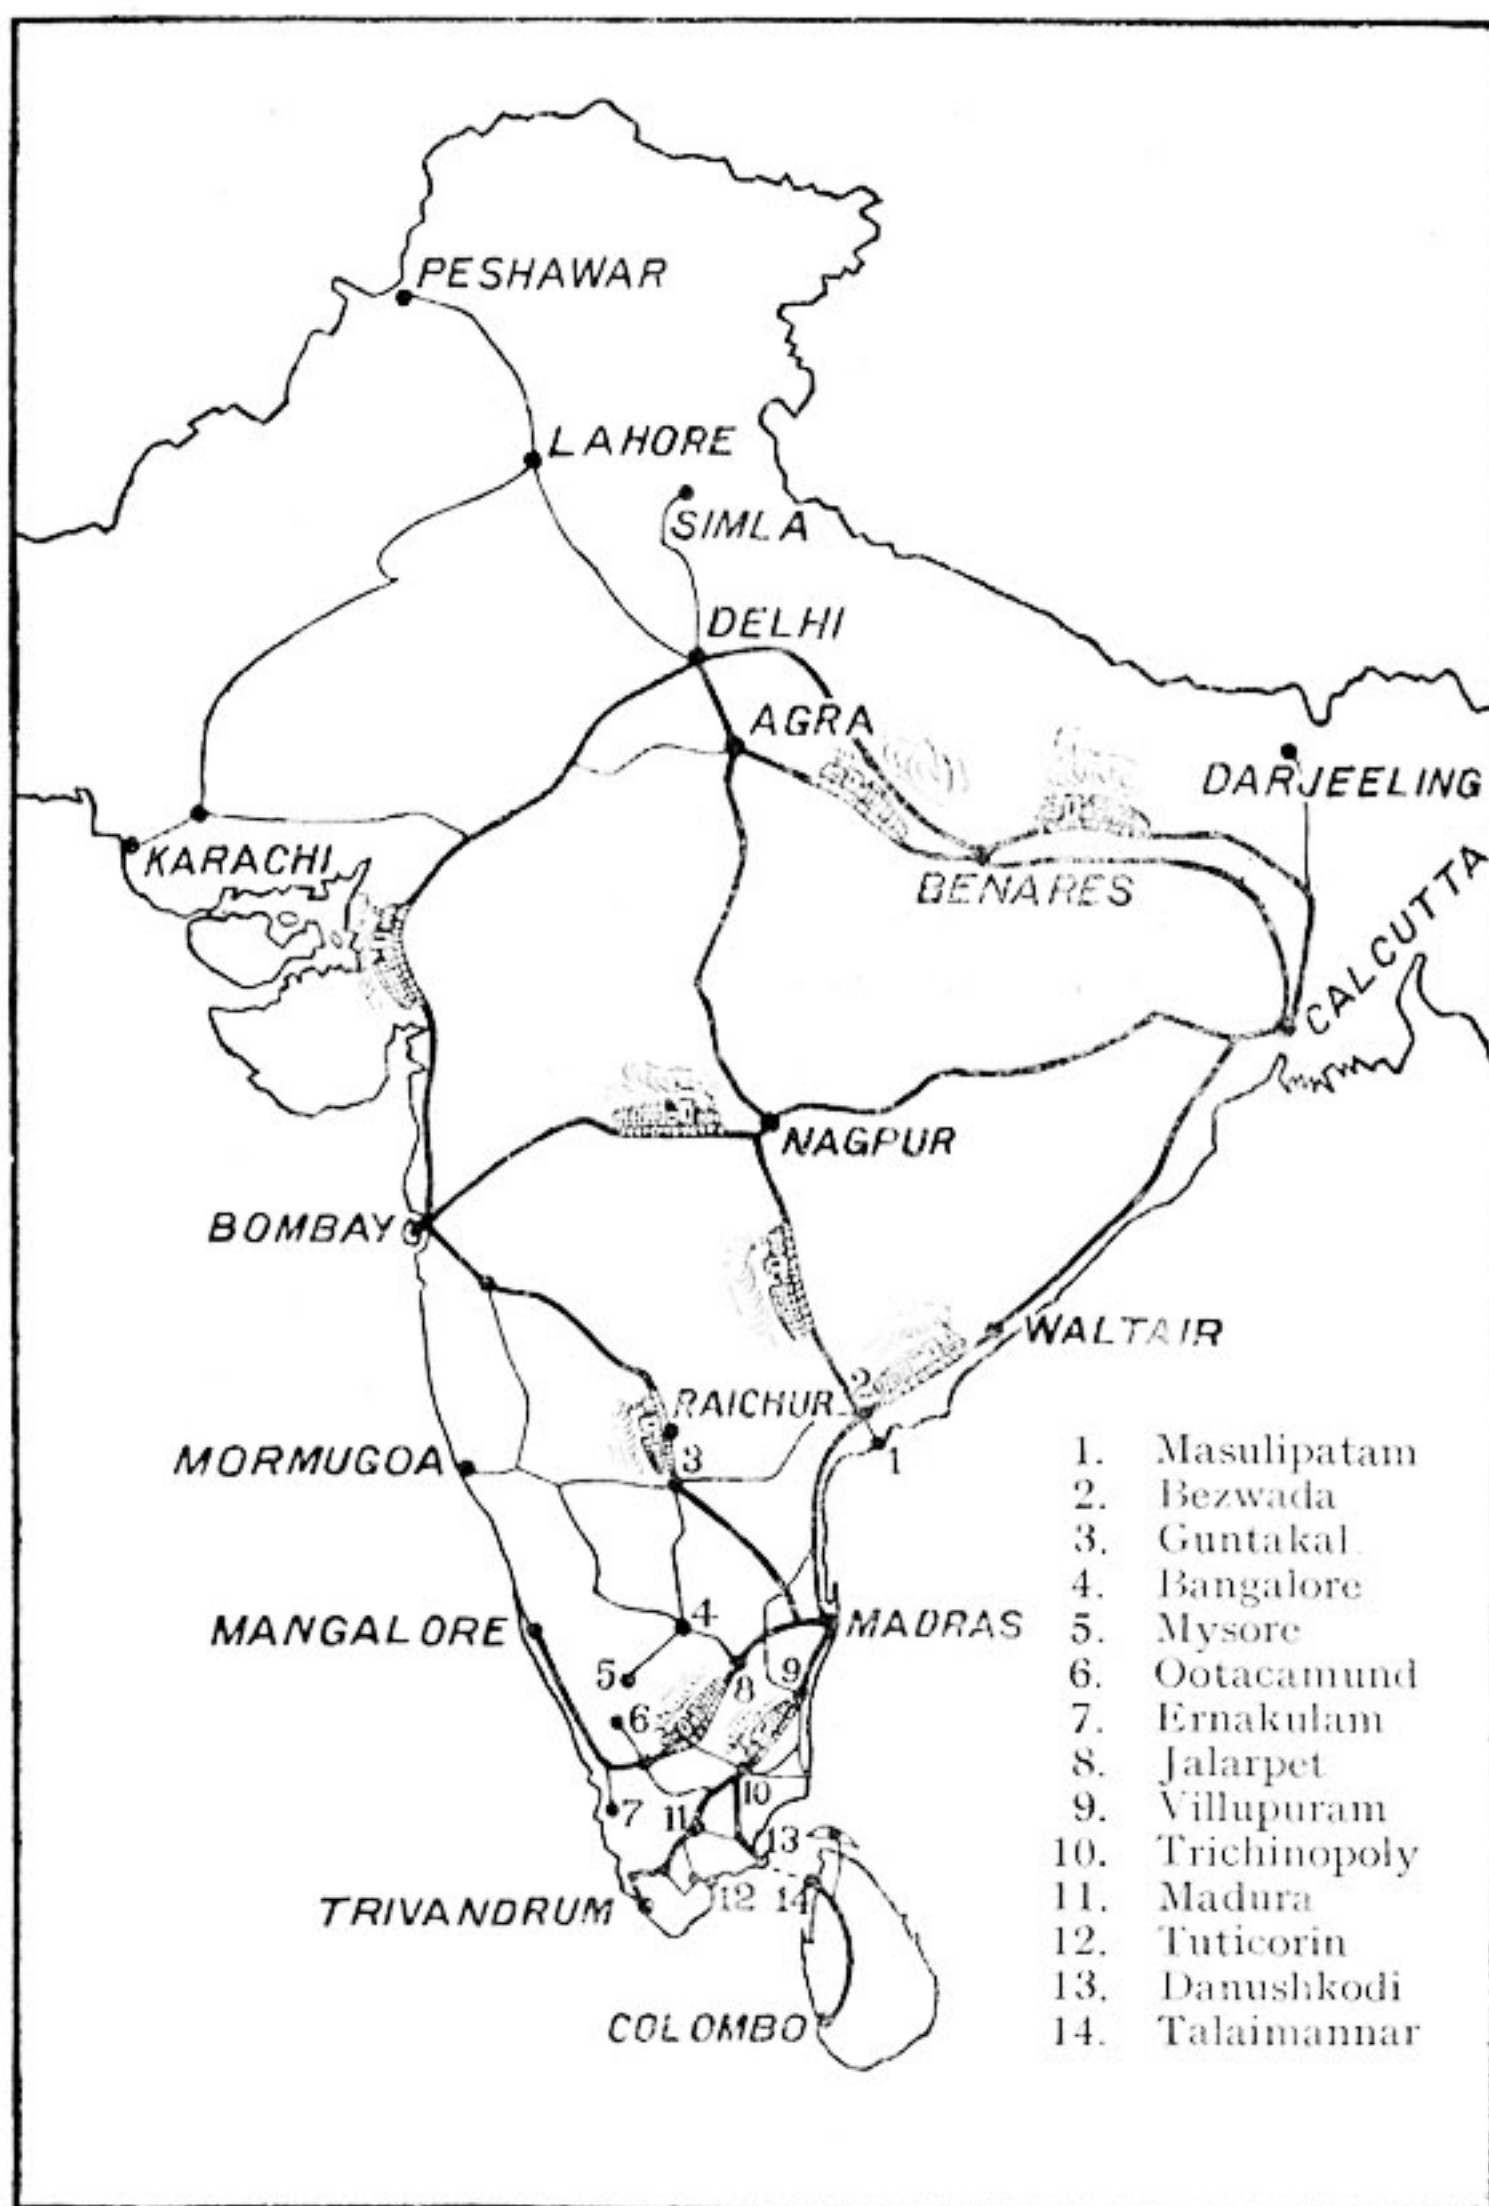 PESHAWAR
LAHORE
SIMLA
DELHI
AGRA
DARJEELING
KARACHI
BENARES
CALCUTTA
NAGPUR
BOMBAY
WALTAIR
2
RAICHUR
MORMUGOA
3
1
1. Masulipatam
2. Bezwada
3. Guntakal
4. Bangalore
5. Mysore
6. Ootacamund
7. Ernakulam
8. Jalarpet
9. Villupuram
10. Trichinopoly
11. Madura
12. Tuticorin
13. Danushkodi
14. Talaimannar
4
MANGALORE
MADRAS
5
8
9
6
10
7
11
13
12
14
TRIVANDRUM
COLOMBO